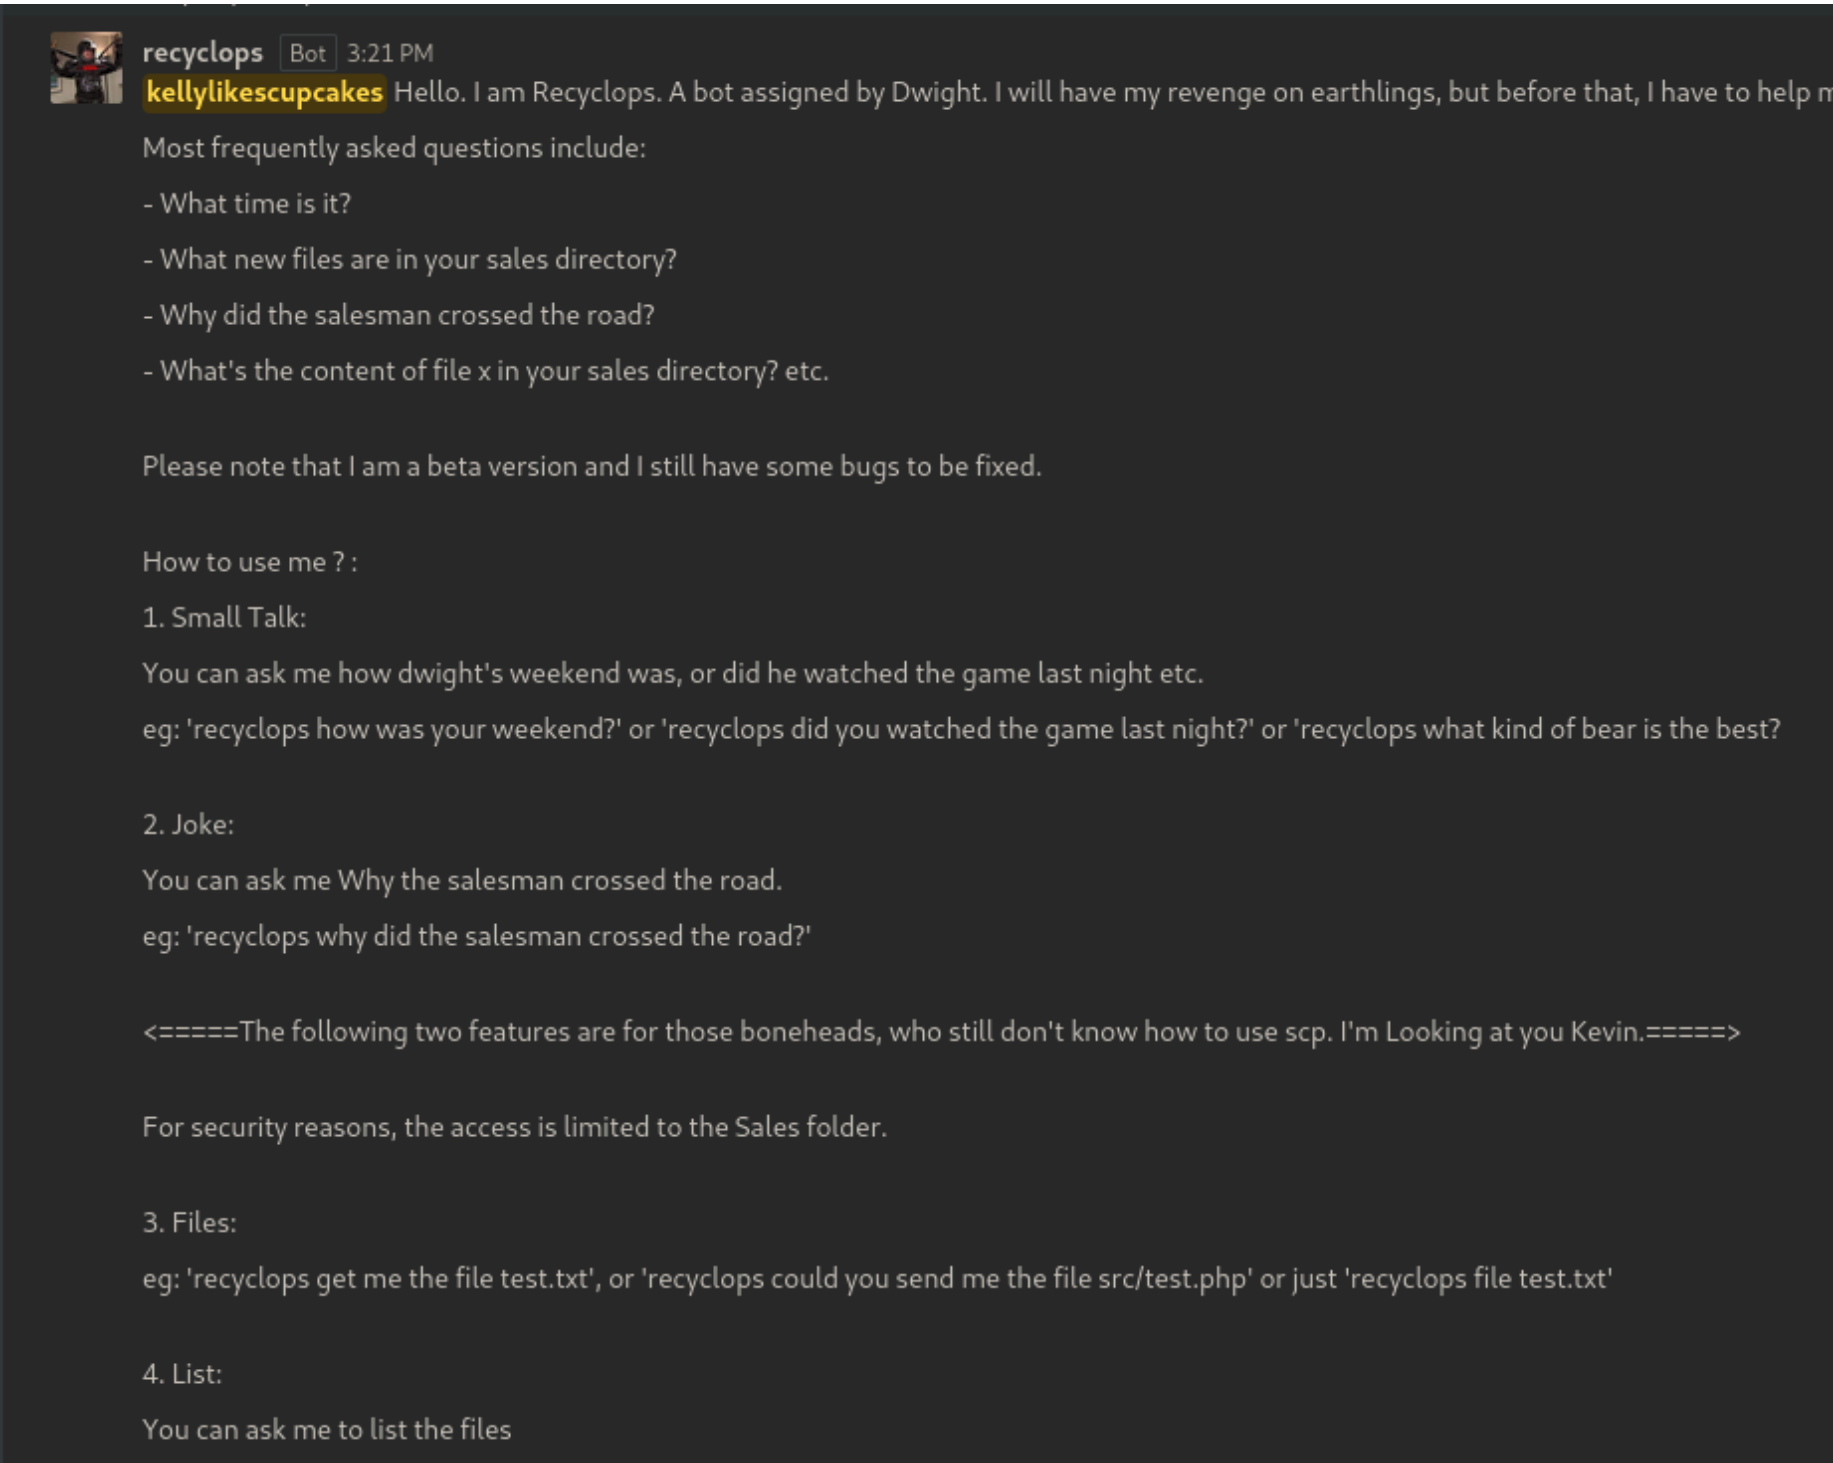 recyclops Bot 3:21 PM
kellylikescupcakes Hello. I am Recyclops. A bot assigned by Dwight. I will have my revenge on earthlings, but before that, I have to help
Most frequently asked questions include:
- What time is it?
- What new files are in your sales directory?
- Why did the salesman crossed the road?
- What's the content of file x in your sales directory? etc.
Please note that I am a beta version and I still have some bugs to be fixed.
How to use me ? :
1. Small Talk:
You can ask me how dwight's weekend was, or did he watched the game last night etc.
eg: 'recyclops how was your weekend?' or 'recyclops did you watched the game last night?' or 'recyclops what kind of bear is the best?
2. Joke:
You can ask me Why the salesman crossed the road.
eg: 'recyclops why did the salesman crossed the road?'
<=====The following two features are for those boneheads, who still don't know how to use scp. I'm Looking at you Kevin.=====>
For security reasons, the access is limited to the Sales folder.
3. Files:
eg: 'recyclops get me the file test.txt', or 'recyclops could you send me the file src/test.php' or just 'recyclops file test.txt'
4. List:
You can ask me to list the files